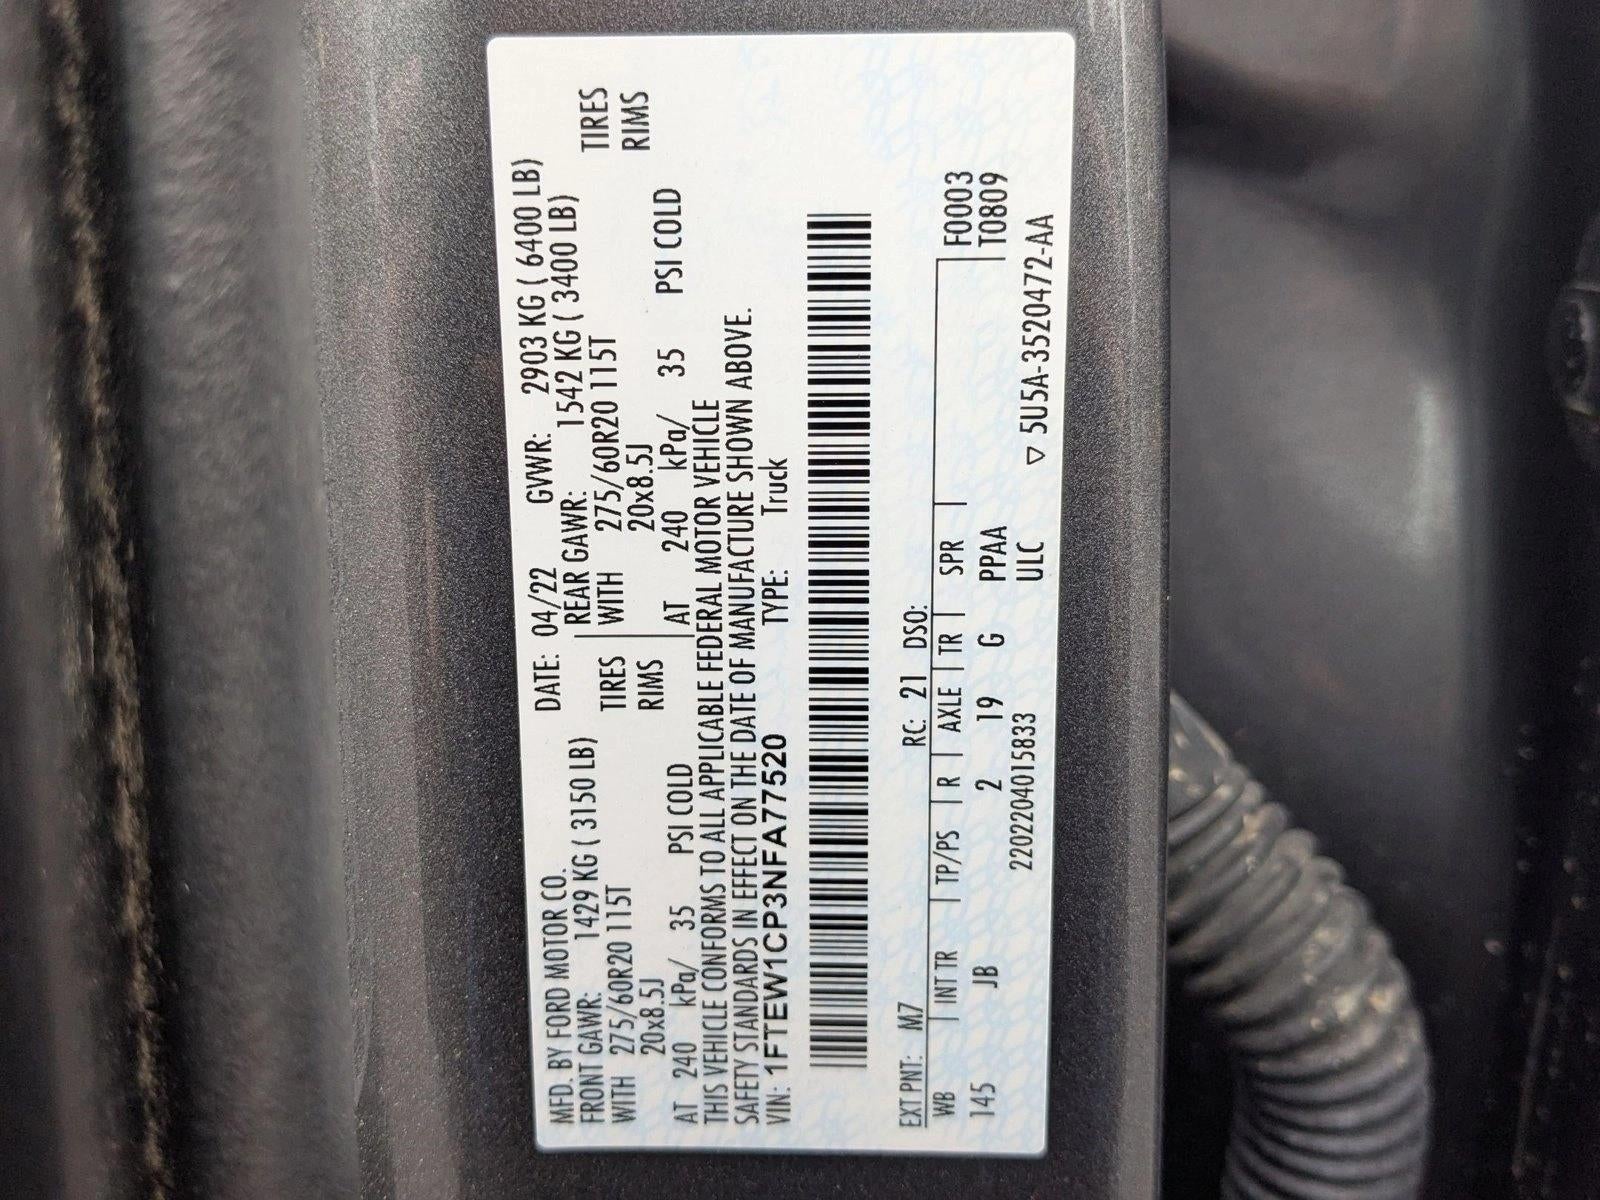 MFD. BY FORD MOTOR CO. DATE: 04/22 GVWR: 2903 KG ( 6400 LB)
FRONT GAWR: 1429 KG ( 3150 LB) REAR GAWR: 1542 KG ( 3400 LB)
WITH 275/60R20 115T TIRES WITH 275/60R20 115T TIRES
20x8.5J RIMS 20x8.5J RIMS
AT 240 kPa/ 35 PSI COLD AT 240 kPa/ 35 PSI COLD
THIS VEHICLE CONFORMS TO ALL APPLICABLE FEDERAL MOTOR VEHICLE
SAFETY STANDARDS IN EFFECT ON THE DATE OF MANUFACTURE SHOWN ABOVE.
VIN: 1FTEW1CP3NFA77520 TYPE: Truck
EXT PNT: M7 RC: 21 DSO: F0003
WB INT TR TP/PS R AXLE TR SPR T0809
145 JB 2 19 G PPAA
2202204015833 ULC ▽ 5U5A-3520472-AA